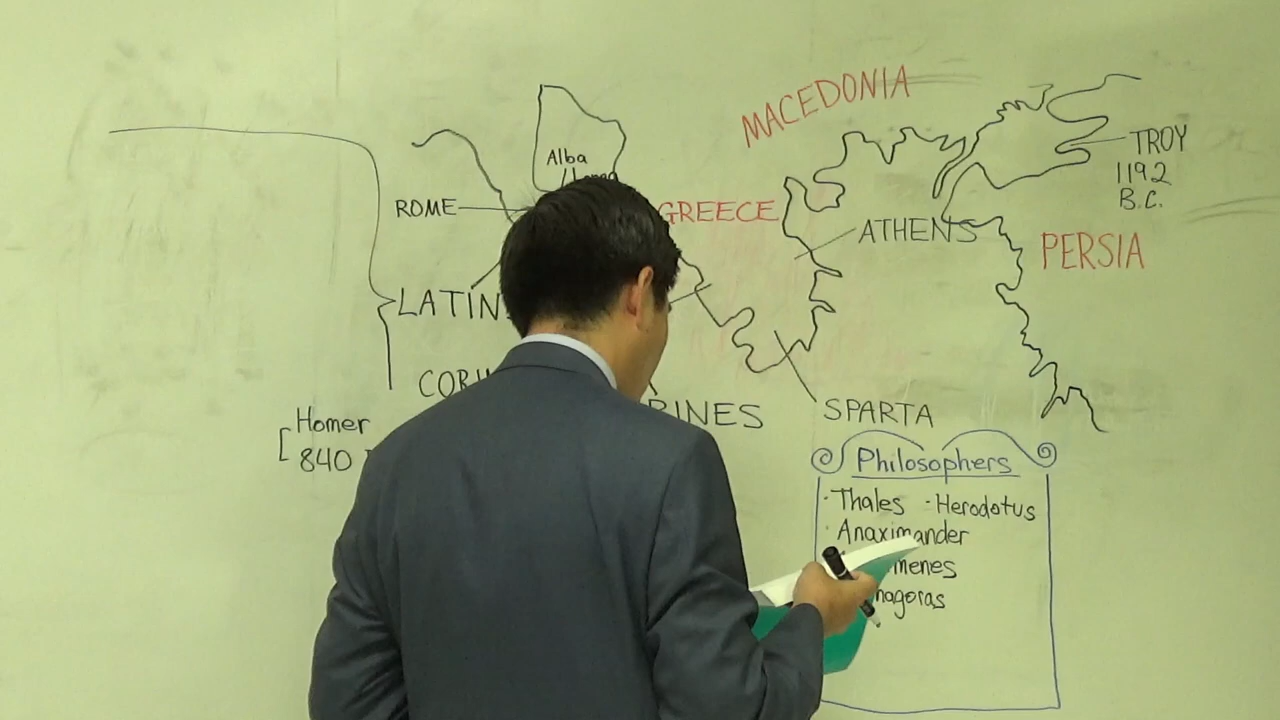 MACEDONIA
TROY
1192
B.C.
Alba
ROME
GREECE
ATHENS
PERSIA
LATIN
SPARTA
Homer
840
Philosophers
· Thales - Herodotus
· Anaximander